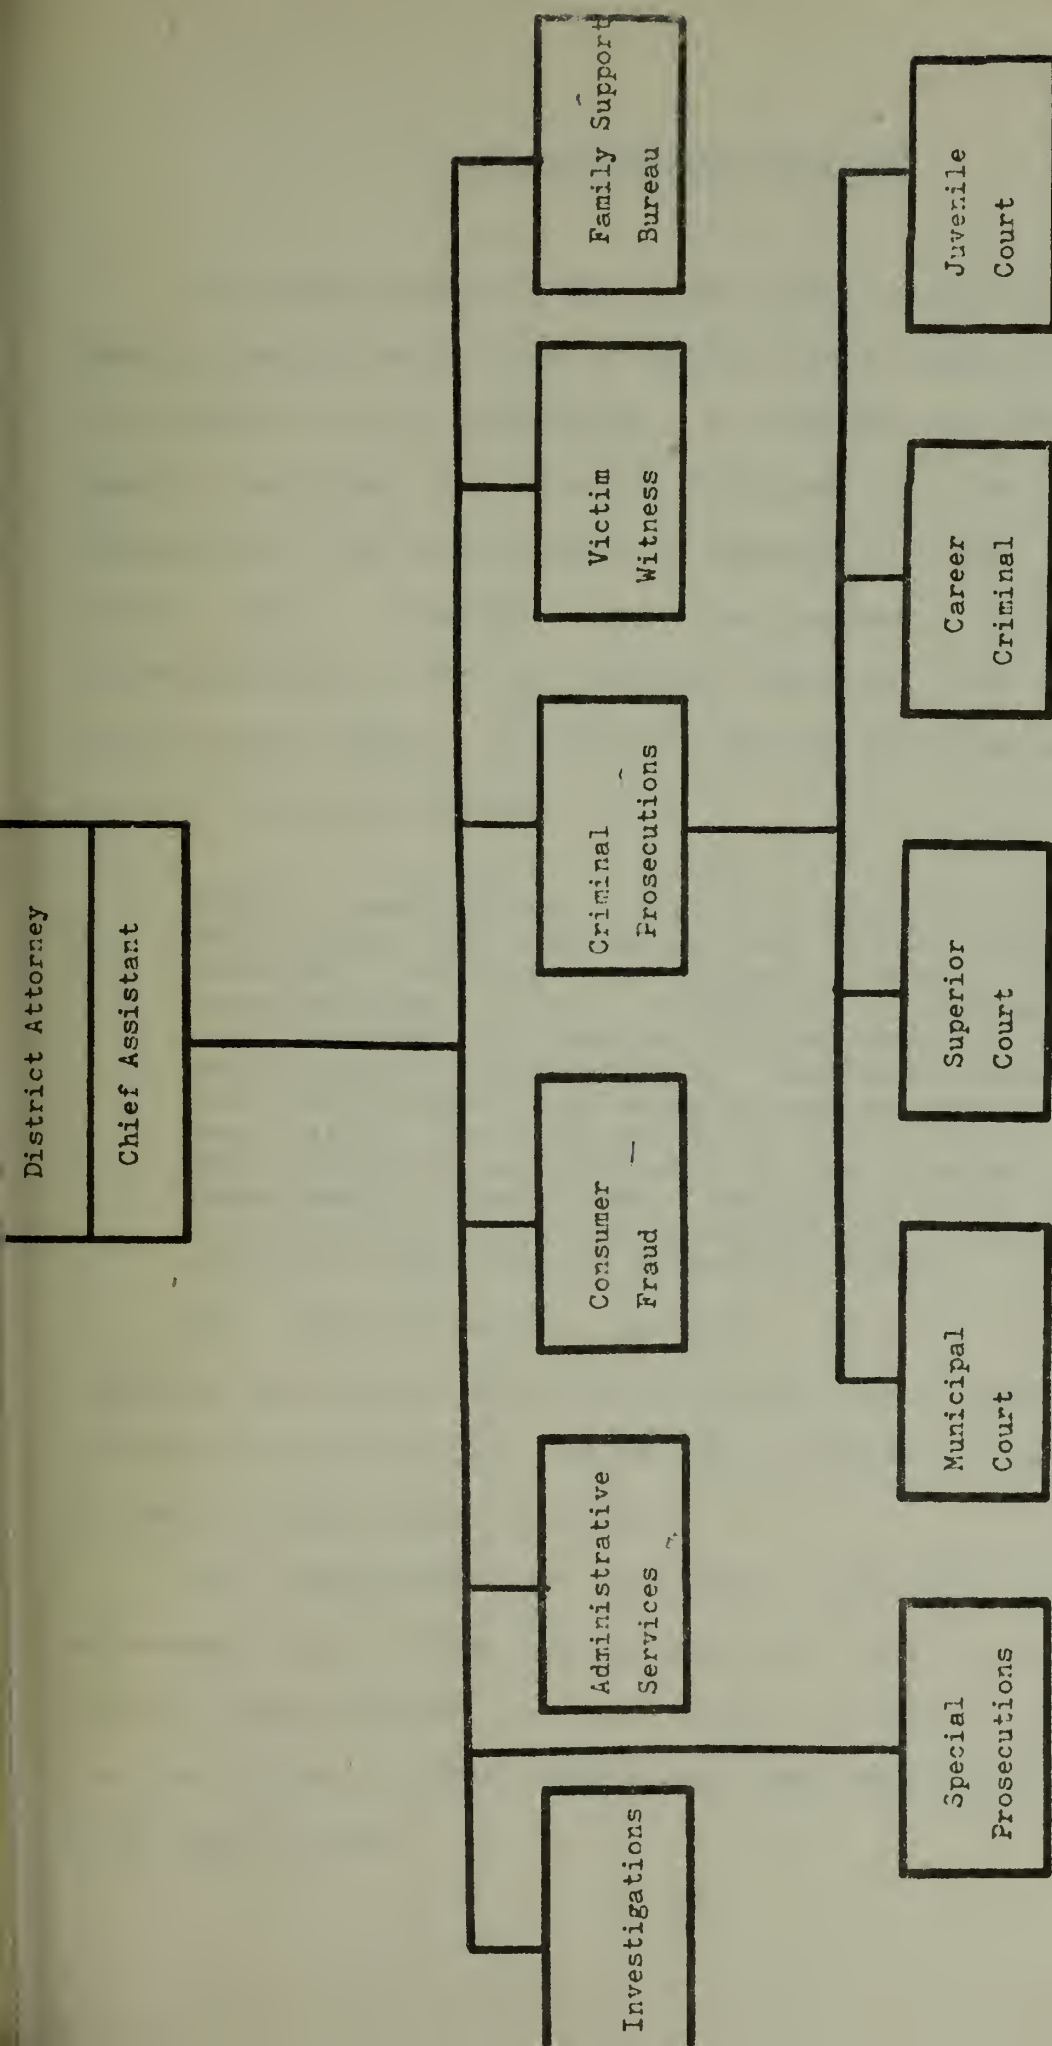 District Attorney
Chief Assistant
Investigations
Administrative
Services
Consumer
Fraud
Criminal
Prosecutions
Victim
Witness
Family Support
Bureau
Special
Prosecutions
Municipal
Court
Superior
Court
Career
Criminal
Juvenile
Court